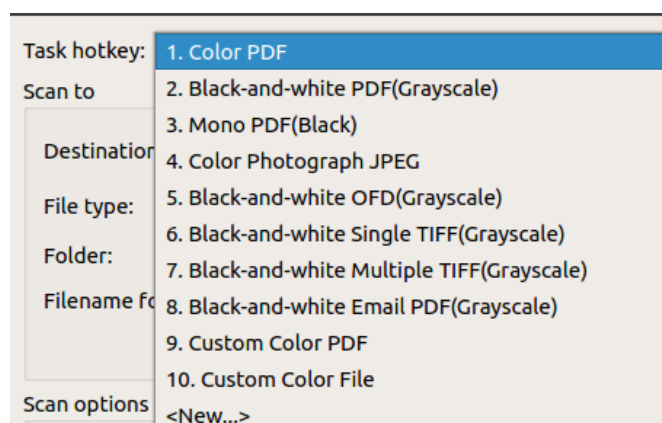 Task hotkey: 1. Color PDF
Scan to 2. Black-and-white PDF(Grayscale)
3. Mono PDF(Black)
Destination 4. Color Photograph JPEG
File type: 5. Black-and-white OFD(Grayscale)
6. Black-and-white Single TIFF(Grayscale)
Folder: 7. Black-and-white Multiple TIFF(Grayscale)
Filename fo 8. Black-and-white Email PDF(Grayscale)
9. Custom Color PDF
10. Custom Color File
Scan options <New...>